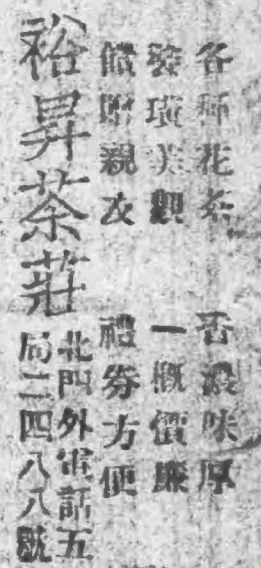 各種花茶 香濃味厚
裝璜美觀 一概價廉
餽贈親友 禮券方便
裕昇茶莊
北門外電話五
局二四八八號